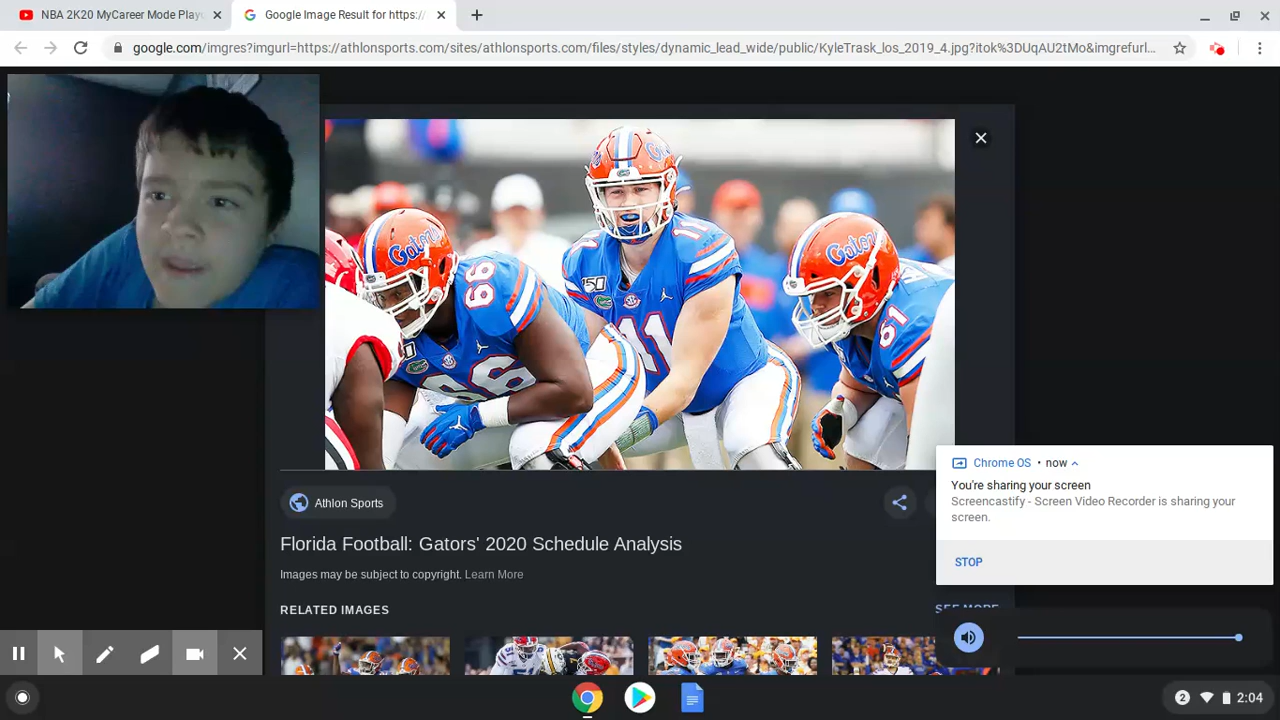 NBA 2K20 MyCareer Mode Play
Google Image Result for https://
google.com/imgres?imgurl=https://athlonsports.com/sites/athlonsports.com/files/styles/dynamic_lead_wide/public/KyleTrask_los_2019_4.jpg?itok%3DUqAU2tMo&imgrefurl...
Gators
Gators
11
150
66
61
11
66
Athlon Sports
Florida Football: Gators' 2020 Schedule Analysis
Images may be subject to copyright. Learn More
RELATED IMAGES
SEE MORE
Chrome OS • now
You're sharing your screen
Screencastify - Screen Video Recorder is sharing your
screen.
STOP
2
2:04